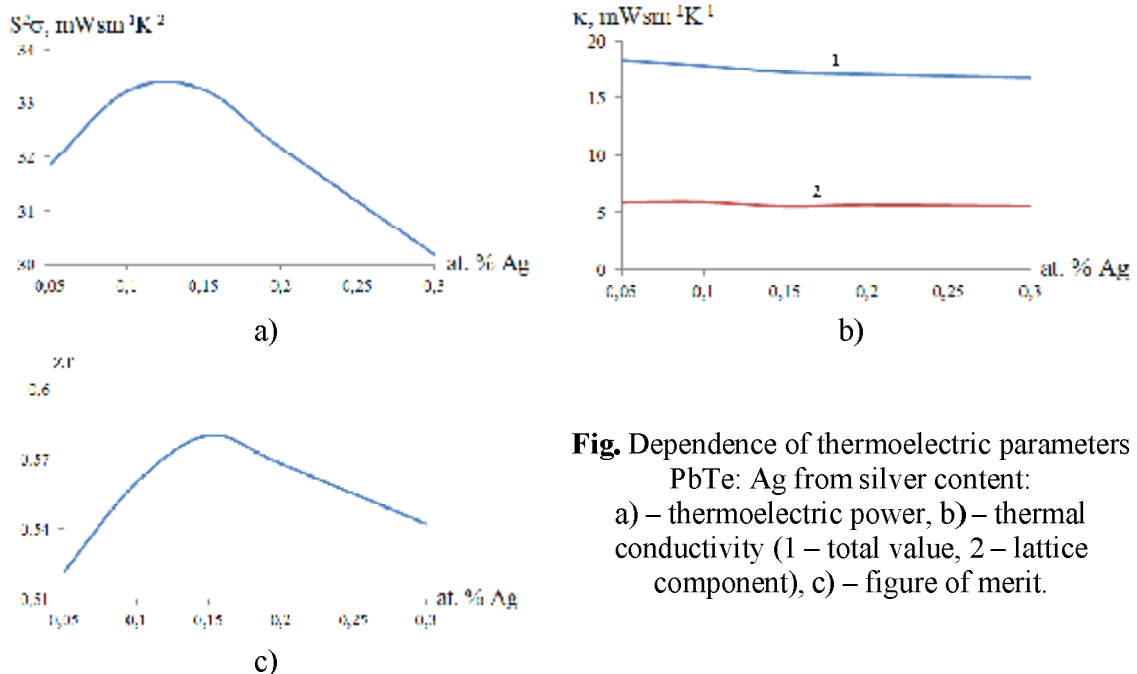 S²σ, mWsm⁻¹K⁻²
34
33
32
31
30
0,05 0,1 0,15 0,2 0,25 0,3
at. % Ag
a)
κ, mWsm⁻¹K⁻¹
20
15
10
5
0
1
2
0,05 0,1 0,15 0,2 0,25 0,3
at. % Ag
b)
0.6
0.57
0.54
0.51
0,05 0,1 0,15 0,2 0,25 0,3
at. % Ag
c)
Fig. Dependence of thermoelectric parameters
PbTe: Ag from silver content:
a) – thermoelectric power, b) – thermal
conductivity (1 – total value, 2 – lattice
component), c) – figure of merit.